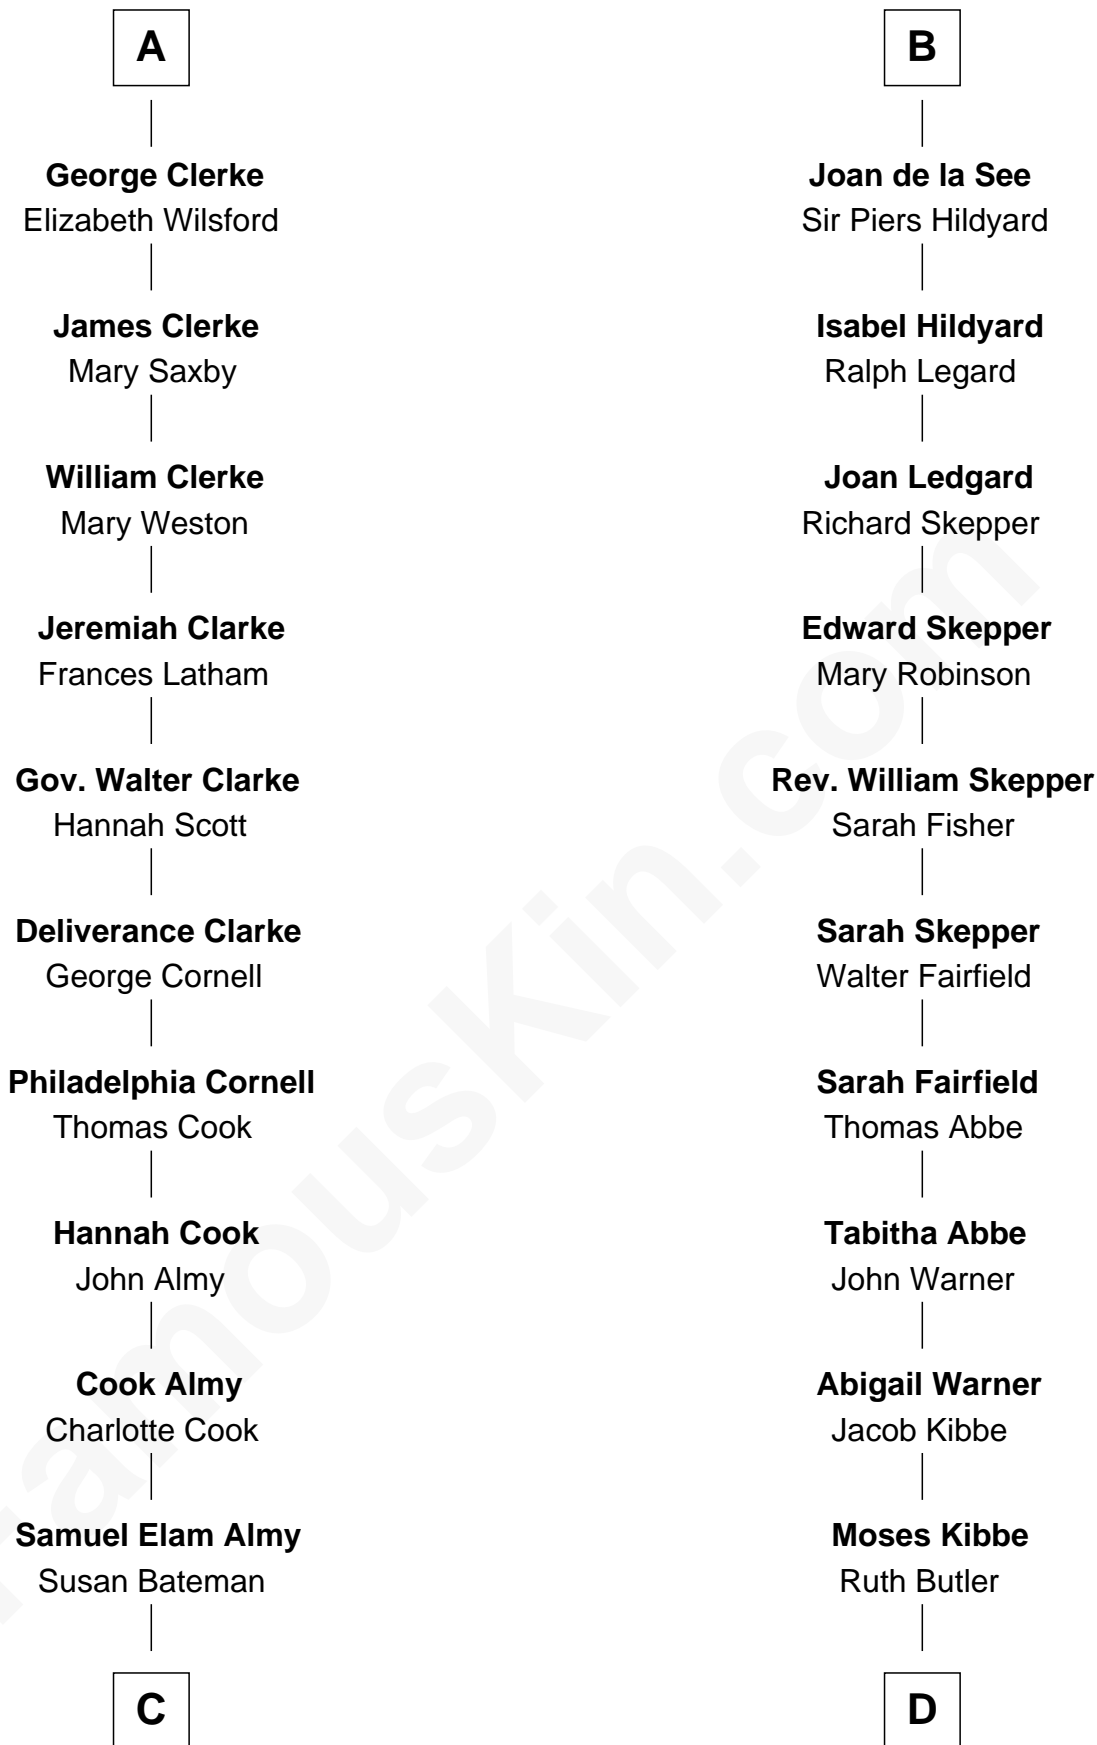 A
George Clerke
Elizabeth Wilsford
James Clerke
Mary Saxby
William Clerke
Mary Weston
Jeremiah Clarke
Frances Latham
Gov. Walter Clarke
Hannah Scott
Deliverance Clarke
George Cornell
Philadelphia Cornell
Thomas Cook
Hannah Cook
John Almy
Cook Almy
Charlotte Cook
Samuel Elam Almy
Susan Bateman
C
B
Joan de la See
Sir Piers Hildyard
Isabel Hildyard
Ralph Legard
Joan Ledgard
Richard Skepper
Edward Skepper
Mary Robinson
Rev. William Skepper
Sarah Fisher
Sarah Skepper
Walter Fairfield
Sarah Fairfield
Thomas Abbe
Tabitha Abbe
John Warner
Abigail Warner
Jacob Kibbe
Moses Kibbe
Ruth Butler
D
FamousKin.com